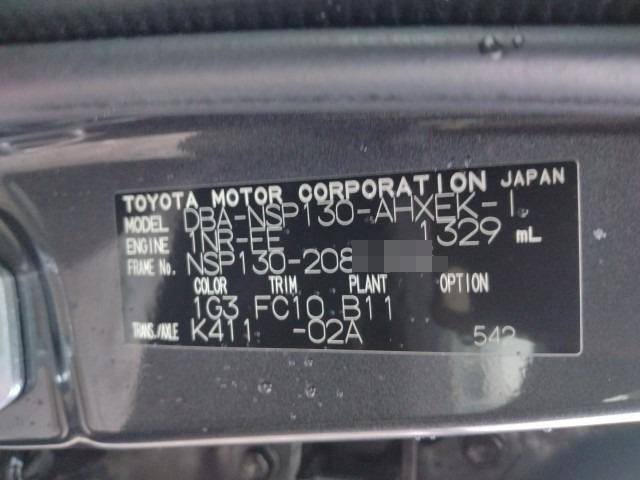 TOYOTA MOTOR CORPORATION JAPAN
MODEL DBA-NSP130-AHXEK-I
ENGINE 1NR-FE 1329 mL
FRAME No. NSP130-208
COLOR TRIM PLANT OPTION
1G3 FC10 B11
TRANS./AXLE K411 -02A 542